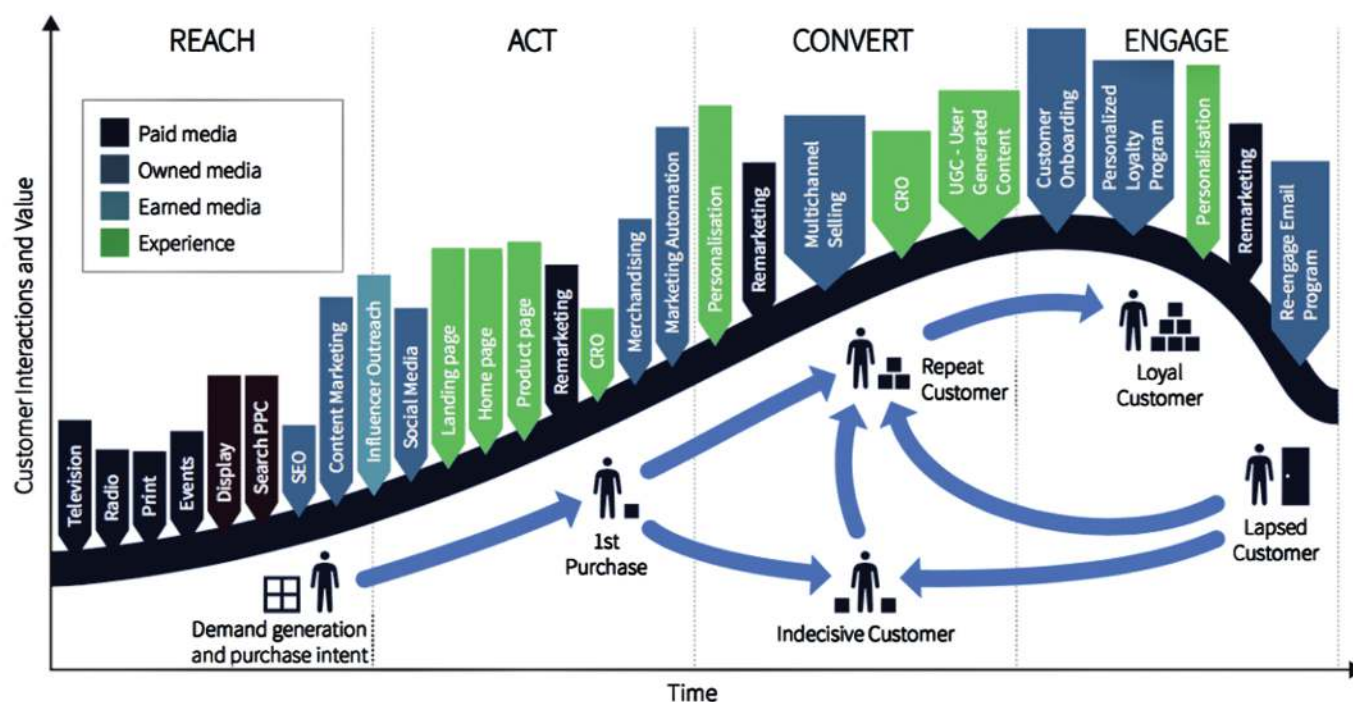 REACH
ACT
CONVERT
ENGAGE
Paid media
Owned media
Earned media
Experience
Customer Interactions and Value
Television
Radio
Print
Events
Display
Search PPC
SEO
Content Marketing
Influencer Outreach
Social Media
Landing page
Home page
Product page
Remarketing
CRO
Merchandising
Marketing Automation
Personalisation
Remarketing
Multichannel
Selling
CRO
UGC - User
Generated
Content
Customer
Onboarding
Personalized
Loyalty
Program
Personalisation
Remarketing
Re-engage Email
Program
Demand generation
and purchase intent
1st
Purchase
Repeat
Customer
Indecisive Customer
Loyal
Customer
Lapsed
Customer
Time